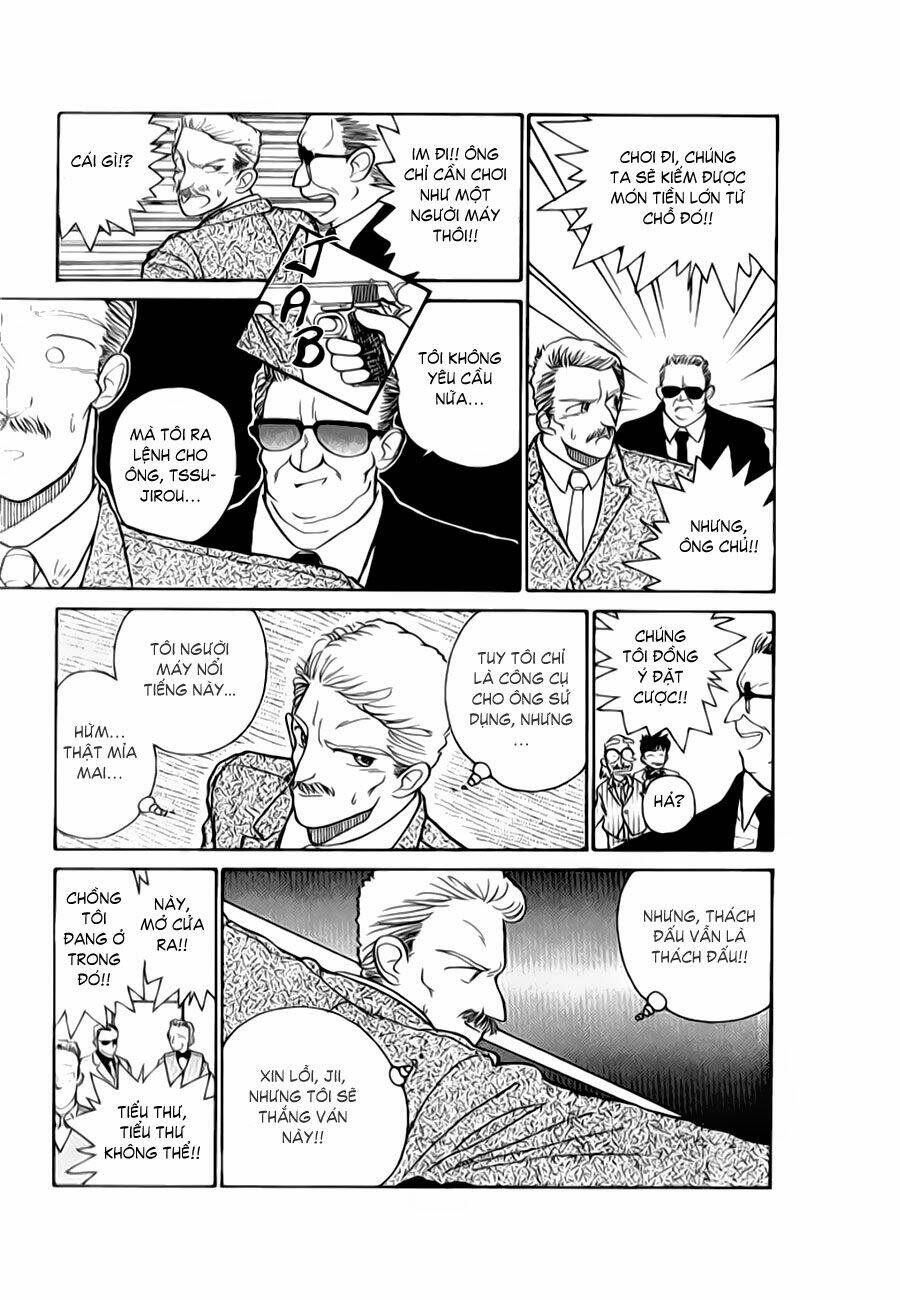 CHƠI ĐI, CHÚNG
TA SẼ KIẾM ĐƯỢC
MÓN TIỀN LỚN TỪ
CHỖ ĐÓ!!
NHƯNG,
ÔNG CHỦ!!
IM ĐI!! ÔNG
CHỈ CẦN CHƠI
NHƯ MỘT
NGƯỜI MÁY
THÔI!!
CÁI GÌ!?
JAB
TÔI KHÔNG
YÊU CẦU
NỮA...
MÀ TÔI RA
LỆNH CHO
ÔNG, TSSU-
JIROU...
CHÚNG
TÔI ĐỒNG
Ý ĐẶT
CƯỢC!!
HÁ?
TUY TÔI CHỈ
LÀ CÔNG CỤ
CHO ÔNG SỬ
DỤNG, NHƯNG
...
TÔI NGƯỜI
MÁY NỔI
TIẾNG NÀY...
HỪM...
THẬT MỈA
MAI...
NHƯNG, THÁCH
ĐẤU VẪN LÀ
THÁCH ĐẤU!!
XIN LỖI, JII,
NHƯNG TÔI SẼ
THẮNG VÁN
NÀY!!
NÀY,
MỞ CỬA
RA!!
CHỒNG
TÔI
ĐANG Ở
TRONG
ĐÓ!!
TIỂU THƯ,
TIỂU THƯ
KHÔNG THỂ!!